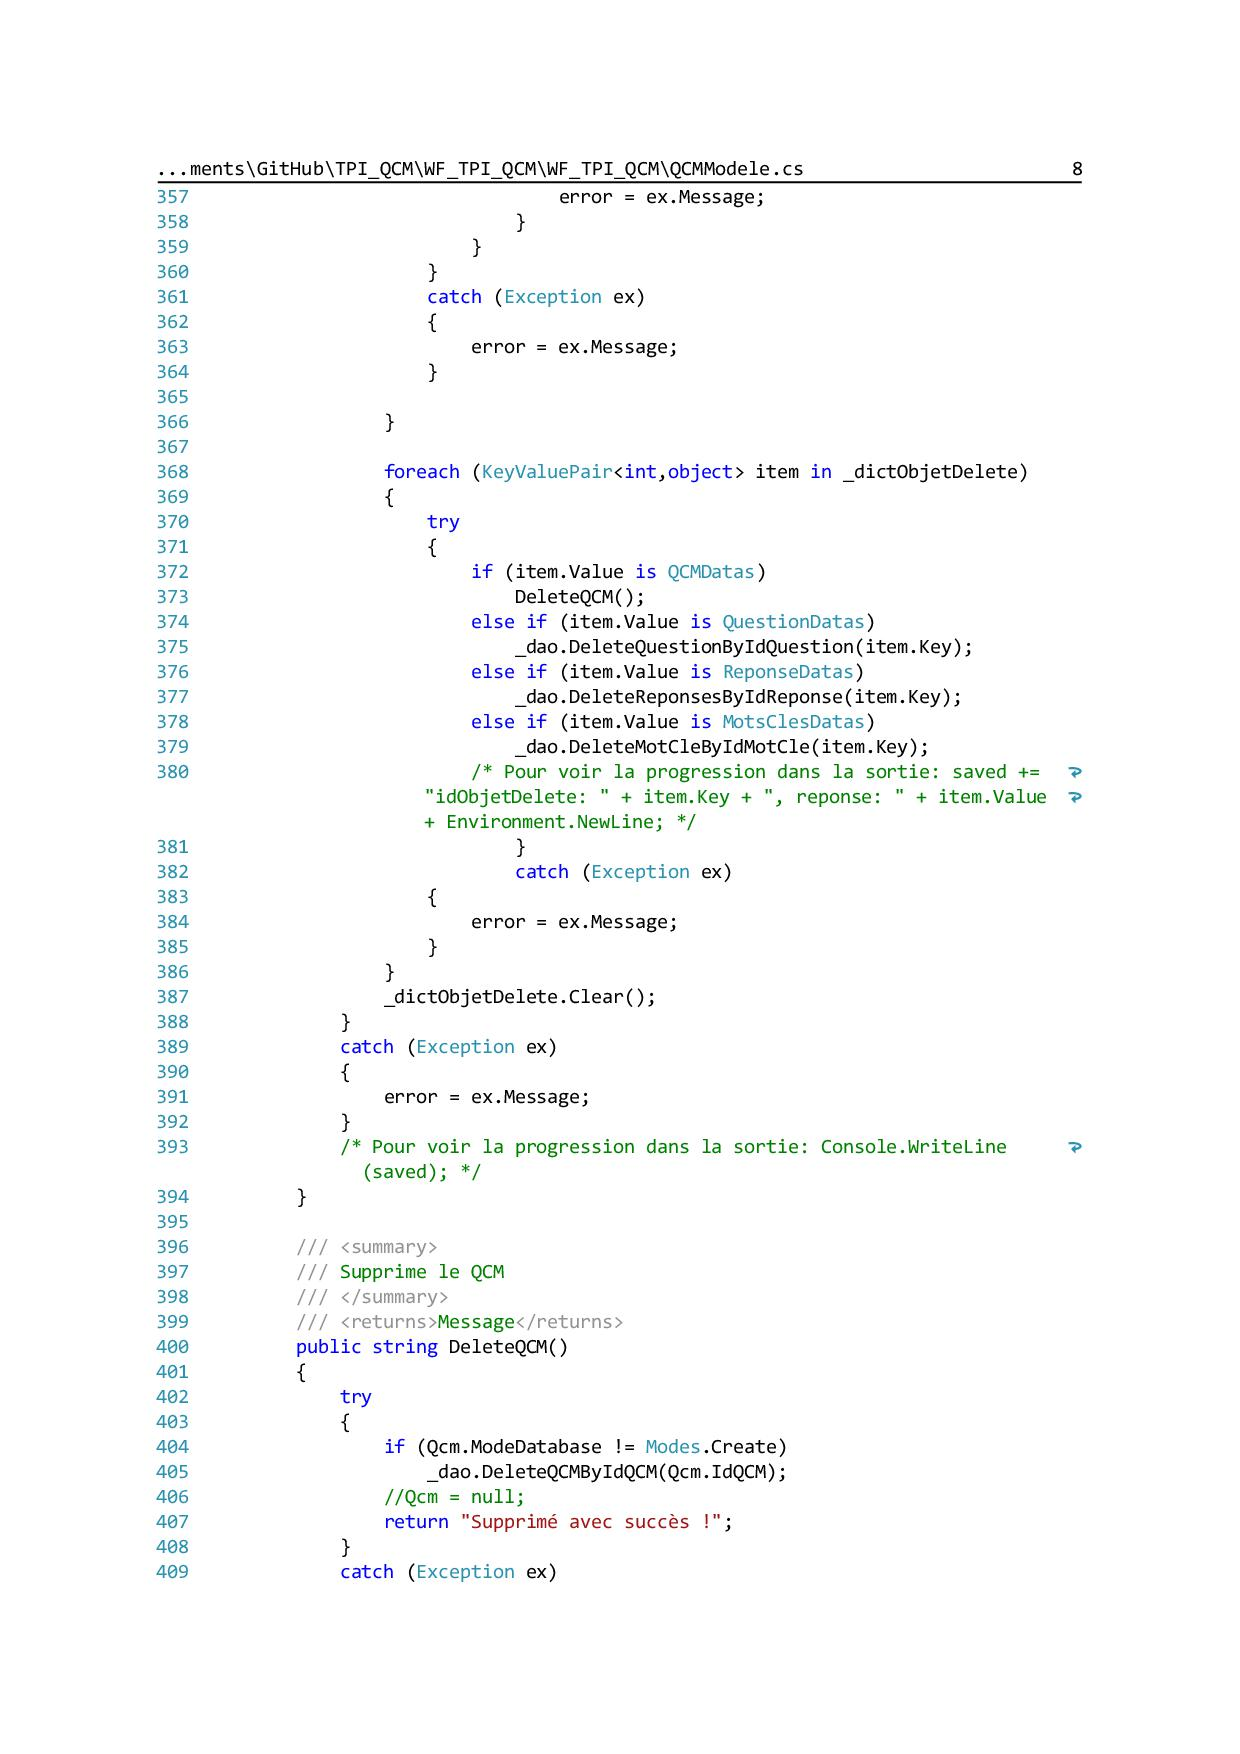 ...ments\GitHub\TPI_QCM\WF_TPI_QCM\WF_TPI_QCM\QCMModele.cs 8
357 error = ex.Message;
358 }
359 }
360 }
361 catch (Exception ex)
362 {
363 error = ex.Message;
364 }
365
366 }
367
368 foreach (KeyValuePair<int,object> item in _dictObjetDelete)
369 {
370 try
371 {
372 if (item.Value is QCMDatas)
373 DeleteQCM();
374 else if (item.Value is QuestionDatas)
375 _dao.DeleteQuestionByIdQuestion(item.Key);
376 else if (item.Value is ReponseDatas)
377 _dao.DeleteReponsesByIdReponse(item.Key);
378 else if (item.Value is MotsClesDatas)
379 _dao.DeleteMotCleByIdMotCle(item.Key);
380 /* Pour voir la progression dans la sortie: saved +=
"idObjetDelete: " + item.Key + ", reponse: " + item.Value
+ Environment.NewLine; */
381 }
382 catch (Exception ex)
383 {
384 error = ex.Message;
385 }
386 }
387 _dictObjetDelete.Clear();
388 }
389 catch (Exception ex)
390 {
391 error = ex.Message;
392 }
393 /* Pour voir la progression dans la sortie: Console.WriteLine
(saved); */
394 }
395
396 /// <summary>
397 /// Supprime le QCM
398 /// </summary>
399 /// <returns>Message</returns>
400 public string DeleteQCM()
401 {
402 try
403 {
404 if (Qcm.ModeDatabase != Modes.Create)
405 _dao.DeleteQCMByIdQCM(Qcm.IdQCM);
406 //Qcm = null;
407 return "Supprimé avec succès !";
408 }
409 catch (Exception ex)